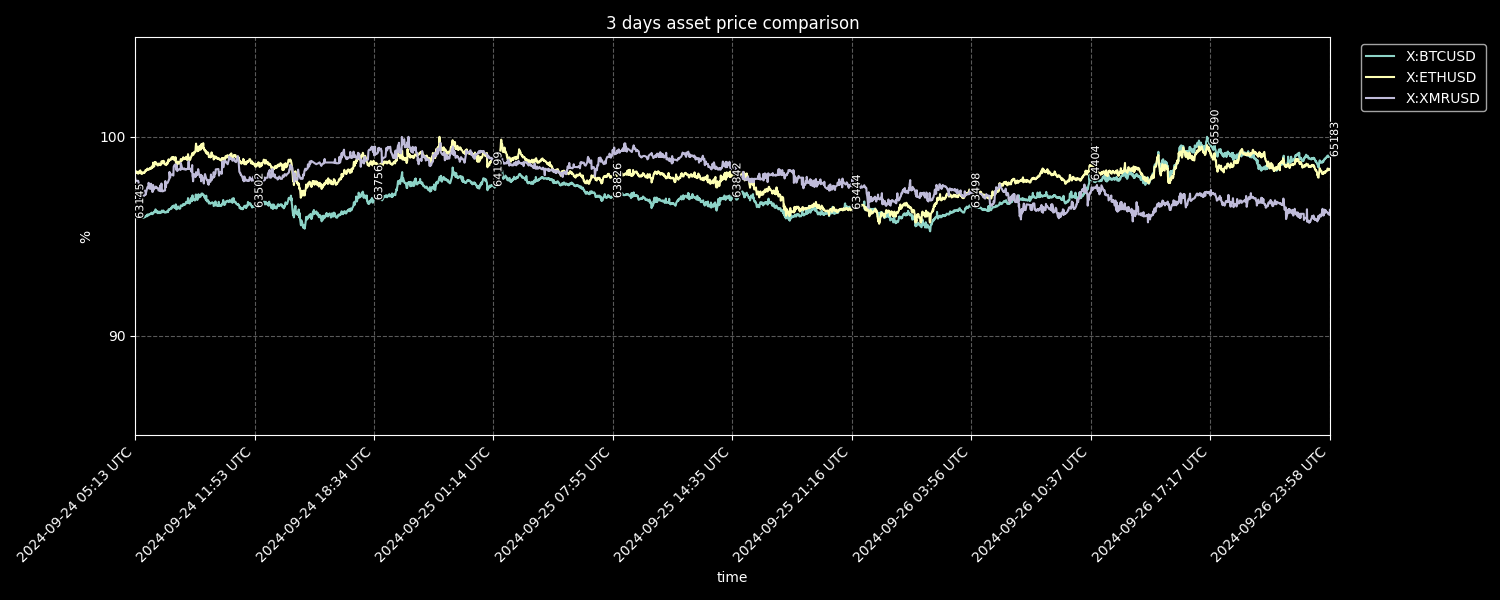 3 days asset price comparison
X:BTCUSD
X:ETHUSD
X:XMRUSD
100
90
%
63502
63756
64199
63826
63842
63444
63498
64404
65590
65183
2024-09-24 05:13 UTC
2024-09-24 11:53 UTC
2024-09-24 18:34 UTC
2024-09-25 01:14 UTC
2024-09-25 07:55 UTC
2024-09-25 14:35 UTC
2024-09-25 21:16 UTC
2024-09-26 03:56 UTC
2024-09-26 10:37 UTC
2024-09-26 17:17 UTC
2024-09-26 23:58 UTC
time